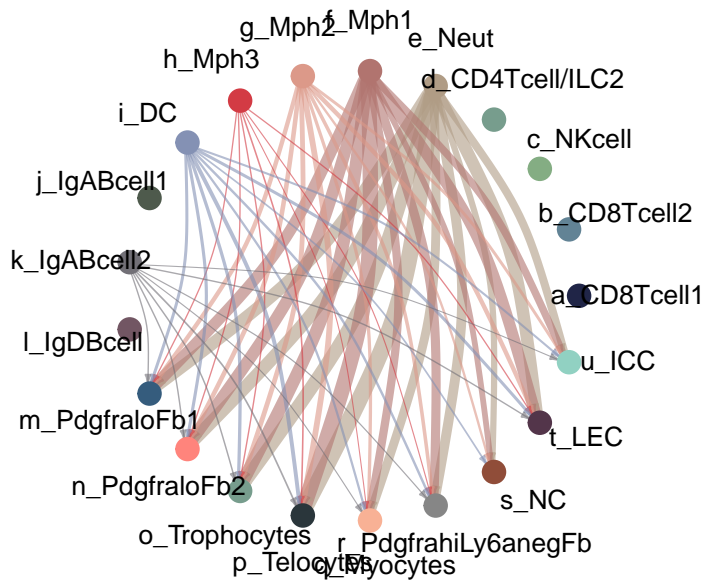 f_Mph1
g_Mph2
e_Neut
h_Mph3
d_CD4Tcell/ILC2
i_DC
c_NKcell
j_IgABcell1
b_CD8Tcell2
k_IgABcell2
a_CD8Tcell1
l_IgDBcell
u_ICC
m_PdgfraloFb1
t_LEC
n_PdgfraloFb2
s_NC
o_Trophocytes
r_PdgfrahiLy6anegFb
p_Telocytes
q_Myocytes